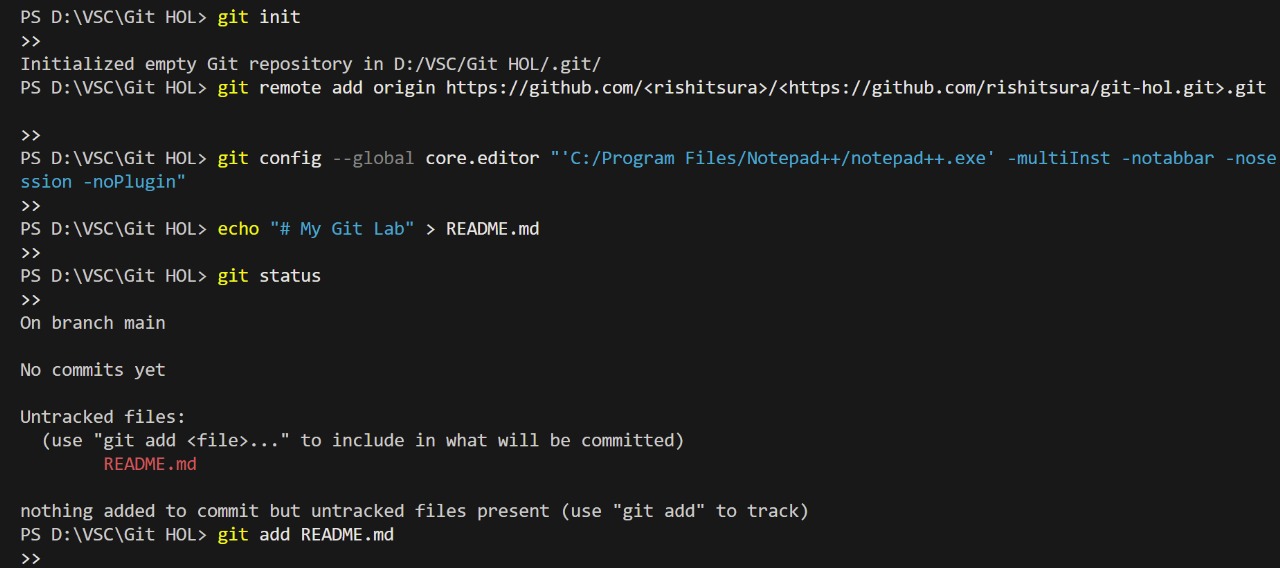 PS D:\VSC\Git HOL> git init
>>
Initialized empty Git repository in D:/VSC/Git HOL/.git/
PS D:\VSC\Git HOL> git remote add origin https://github.com/<rishitsura>/<https://github.com/rishitsura/git-hol.git>.git
>>
PS D:\VSC\Git HOL> git config --global core.editor "'C:/Program Files/Notepad++/notepad++.exe' -multiInst -notabbar -nose
ssion -noPlugin"
>>
PS D:\VSC\Git HOL> echo "# My Git Lab" > README.md
>>
PS D:\VSC\Git HOL> git status
>>
On branch main
No commits yet
Untracked files:
  (use "git add <file>..." to include in what will be committed)
        README.md
nothing added to commit but untracked files present (use "git add" to track)
PS D:\VSC\Git HOL> git add README.md
>>